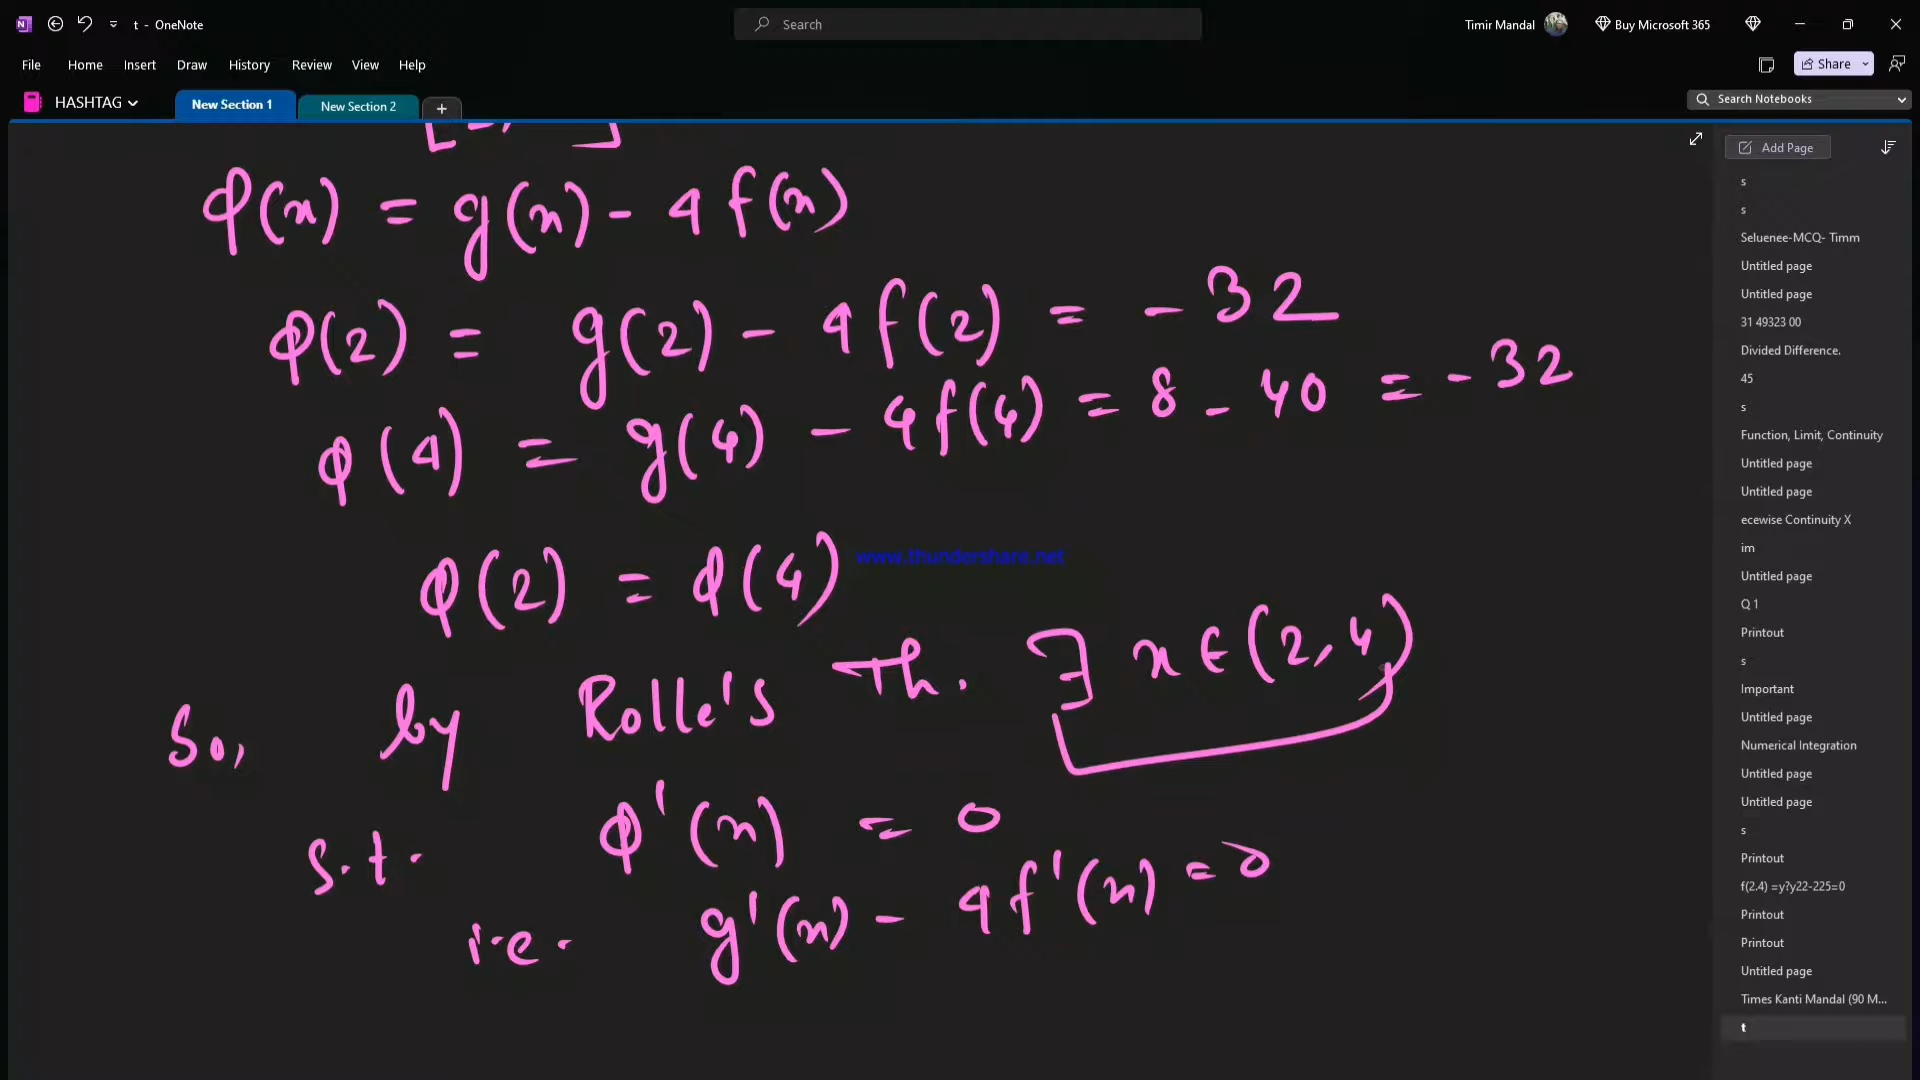 t - OneNote
Search
Timir Mandal
Buy Microsoft 365
File Home Insert Draw History Review View Help
Share
HASHTAG
New Section 1
New Section 2
+
Search Notebooks
Add Page
φ(x) = g(x) - 4f(x)
φ(2) = g(2) - 4f(2) = -32
φ(4) = g(4) - 4f(4) = 8 - 40 = -32
φ(2) = φ(4)
www.thundershare.net
So, by Rolle's Th. ∃ x ∈ (2,4)
s.t. φ'(x) = 0
i.e. g'(x) - 4f'(x) = 0
s
s
Seluenee-MCQ- Timm
Untitled page
Untitled page
31 49323 00
Divided Difference.
45
s
Function, Limit, Continuity
Untitled page
Untitled page
ecewise Continuity X
im
Untitled page
Q 1
Printout
s
Important
Untitled page
Numerical Integration
Untitled page
Untitled page
s
Printout
f(2.4) =y?y22-225=0
Printout
Printout
Untitled page
Times Kanti Mandal (90 M...
t